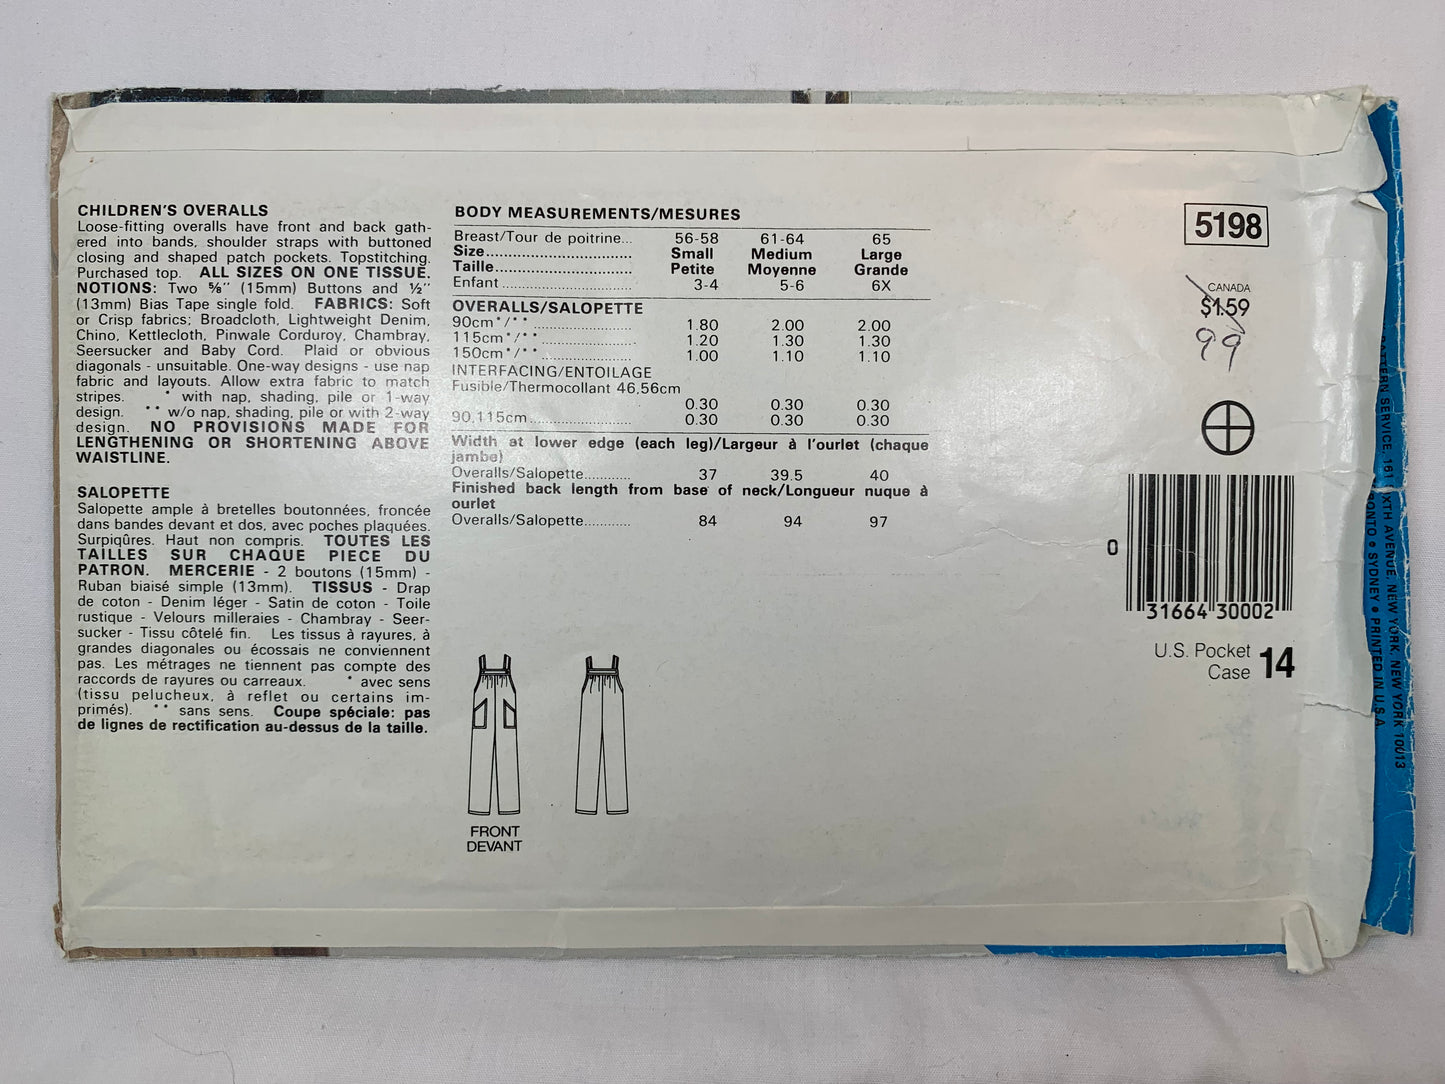 CHILDREN'S OVERALLS
Loose-fitting overalls have front and back gath-
ered into bands, shoulder straps with buttoned
closing and shaped patch pockets. Topstitching.
Purchased top. ALL SIZES ON ONE TISSUE.
NOTIONS: Two ⅝" (15mm) Buttons and ½"
(13mm) Bias Tape single fold. FABRICS: Soft
or Crisp fabrics; Broadcloth, Lightweight Denim,
Chino, Kettlecloth, Pinwale Corduroy, Chambray,
Seersucker and Baby Cord. Plaid or obvious
diagonals - unsuitable. One-way designs - use nap
fabric and layouts. Allow extra fabric to match
stripes. * with nap, shading, pile or 1-way
design. ** w/o nap, shading, pile or with 2-way
design. NO PROVISIONS MADE FOR
LENGTHENING OR SHORTENING ABOVE
WAISTLINE.
SALOPETTE
Salopette ample à bretelles boutonnées, froncée
dans bandes devant et dos, avec poches plaquées.
Surpiqûres. Haut non compris. TOUTES LES
TAILLES SUR CHAQUE PIECE DU
PATRON. MERCERIE - 2 boutons (15mm) -
Ruban biaisé simple (13mm). TISSUS - Drap
de coton - Denim léger - Satin de coton - Toile
rustique - Velours milleraies - Chambray - Seer-
sucker - Tissu côtelé fin. Les tissus à rayures, à
grandes diagonales ou écossais ne conviennent
pas. Les métrages ne tiennent pas compte des
raccords de rayures ou carreaux. * avec sens
(tissu pelucheux, à reflet ou certains im-
primés). ** sans sens. Coupe spéciale: pas
de lignes de rectification au-dessus de la taille.
BODY MEASUREMENTS/MESURES
Breast/Tour de poitrine... 56-58 61-64 65
Size................................ Small Medium Large
Taille................................ Petite Moyenne Grande
Enfant................................ 3-4 5-6 6X
OVERALLS/SALOPETTE
90cm*/**........................ 1.80 2.00 2.00
115cm*/**........................ 1.20 1.30 1.30
150cm*/**........................ 1.00 1.10 1.10
INTERFACING/ENTOILAGE
Fusible/Thermocollant 46,56cm
0.30 0.30 0.30
90,115cm........................ 0.30 0.30 0.30
Width at lower edge (each leg)/Largeur à l'ourlet (chaque
jambe)
Overalls/Salopette............ 37 39.5 40
Finished back length from base of neck/Longueur nuque à
ourlet
Overalls/Salopette............ 84 94 97
FRONT
DEVANT
5198
CANADA
$1.59
99
0
31664 30002
U.S. Pocket
Case 14
PATTERN SERVICE, 161 SIXTH AVENUE, NEW YORK, NEW YORK 10013
TORONTO • SYDNEY • PRINTED IN U.S.A.